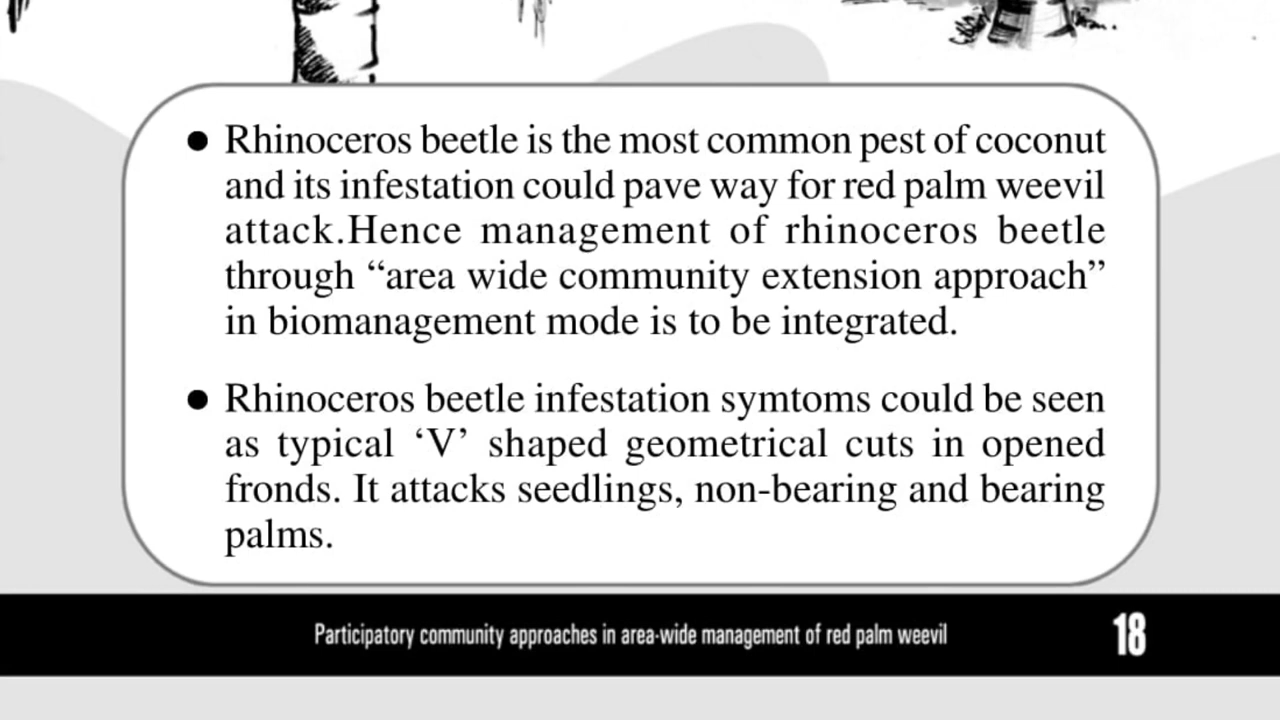 ● Rhinoceros beetle is the most common pest of coconut
and its infestation could pave way for red palm weevil
attack.Hence management of rhinoceros beetle
through “area wide community extension approach”
in biomanagement mode is to be integrated.
● Rhinoceros beetle infestation symtoms could be seen
as typical ‘V’ shaped geometrical cuts in opened
fronds. It attacks seedlings, non-bearing and bearing
palms.
Participatory community approaches in area-wide management of red palm weevil 18